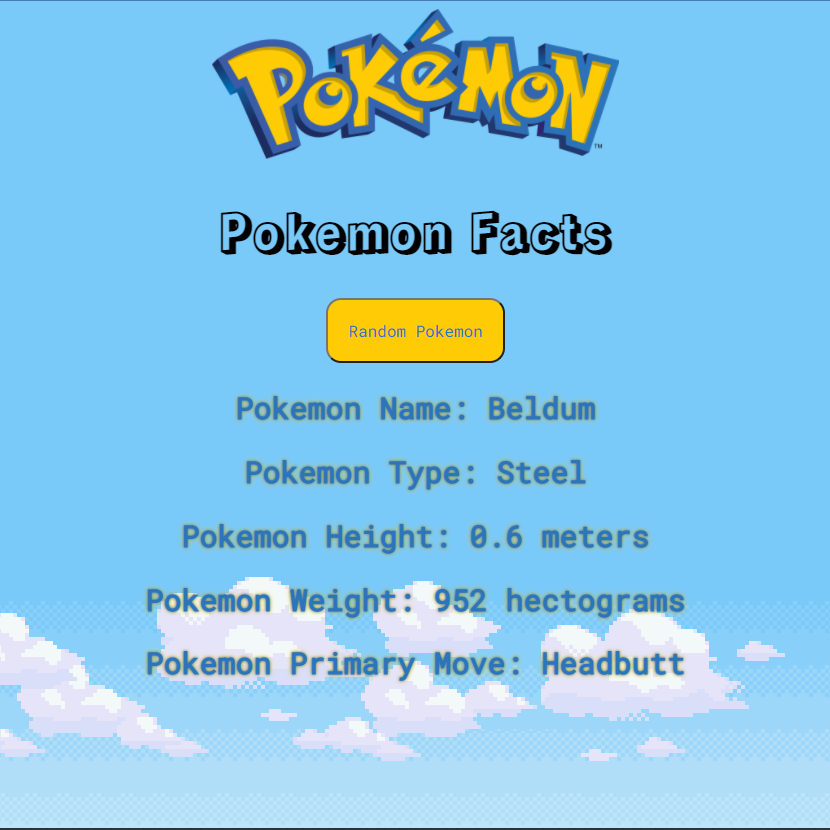 POKéMON
TM
Pokemon Facts
Random Pokemon
Pokemon Name: Beldum
Pokemon Type: Steel
Pokemon Height: 0.6 meters
Pokemon Weight: 952 hectograms
Pokemon Primary Move: Headbutt